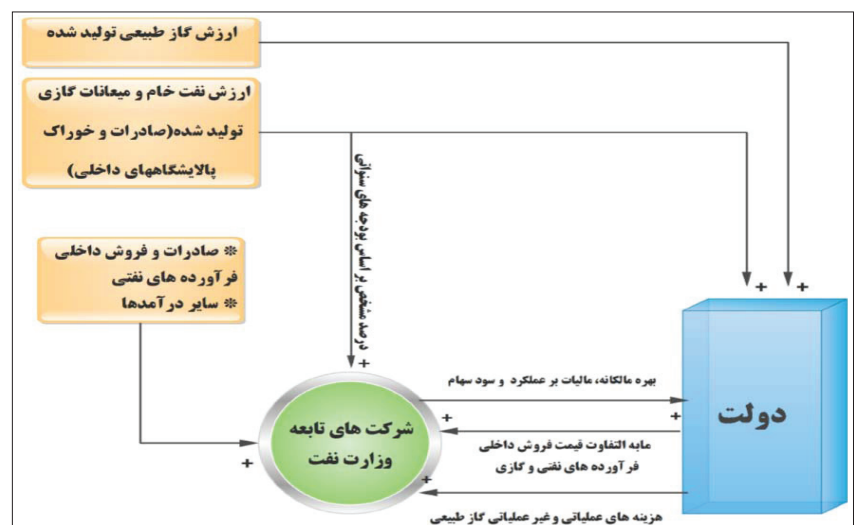 ارزش گاز طبیعی تولید شده
ارزش نفت خام و میعانات گازی
تولید شده(صادرات و خوراک
پالایشگاههای داخلی)
درصد مشخص بر اساس بودجه های سنواتی
❊ صادرات و فروش داخلی
فرآورده های نفتی
❊ سایر درآمدها
+
+
+
بهره مالکانه، مالیات بر عملکرد و سود سهام
+
+
دولت
شرکت های تابعه
وزارت نفت
مابه التفاوت قیمت فروش داخلی
فرآورده های نفتی و گازی
+
+
هزینه های عملیاتی و غیر عملیاتی گاز طبیعی